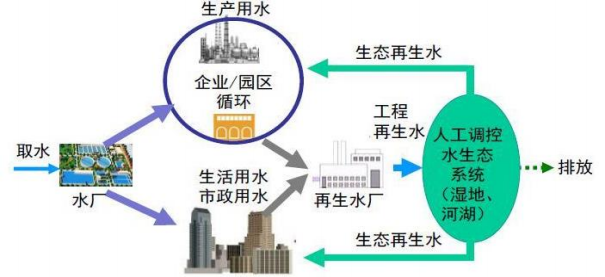 生产用水
企业/园区
循环
生态再生水
取水
水厂
生活用水
市政用水
工程
再生水
再生水厂
人工调控
水生态
系统
（湿地、
河湖）
排放
生态再生水